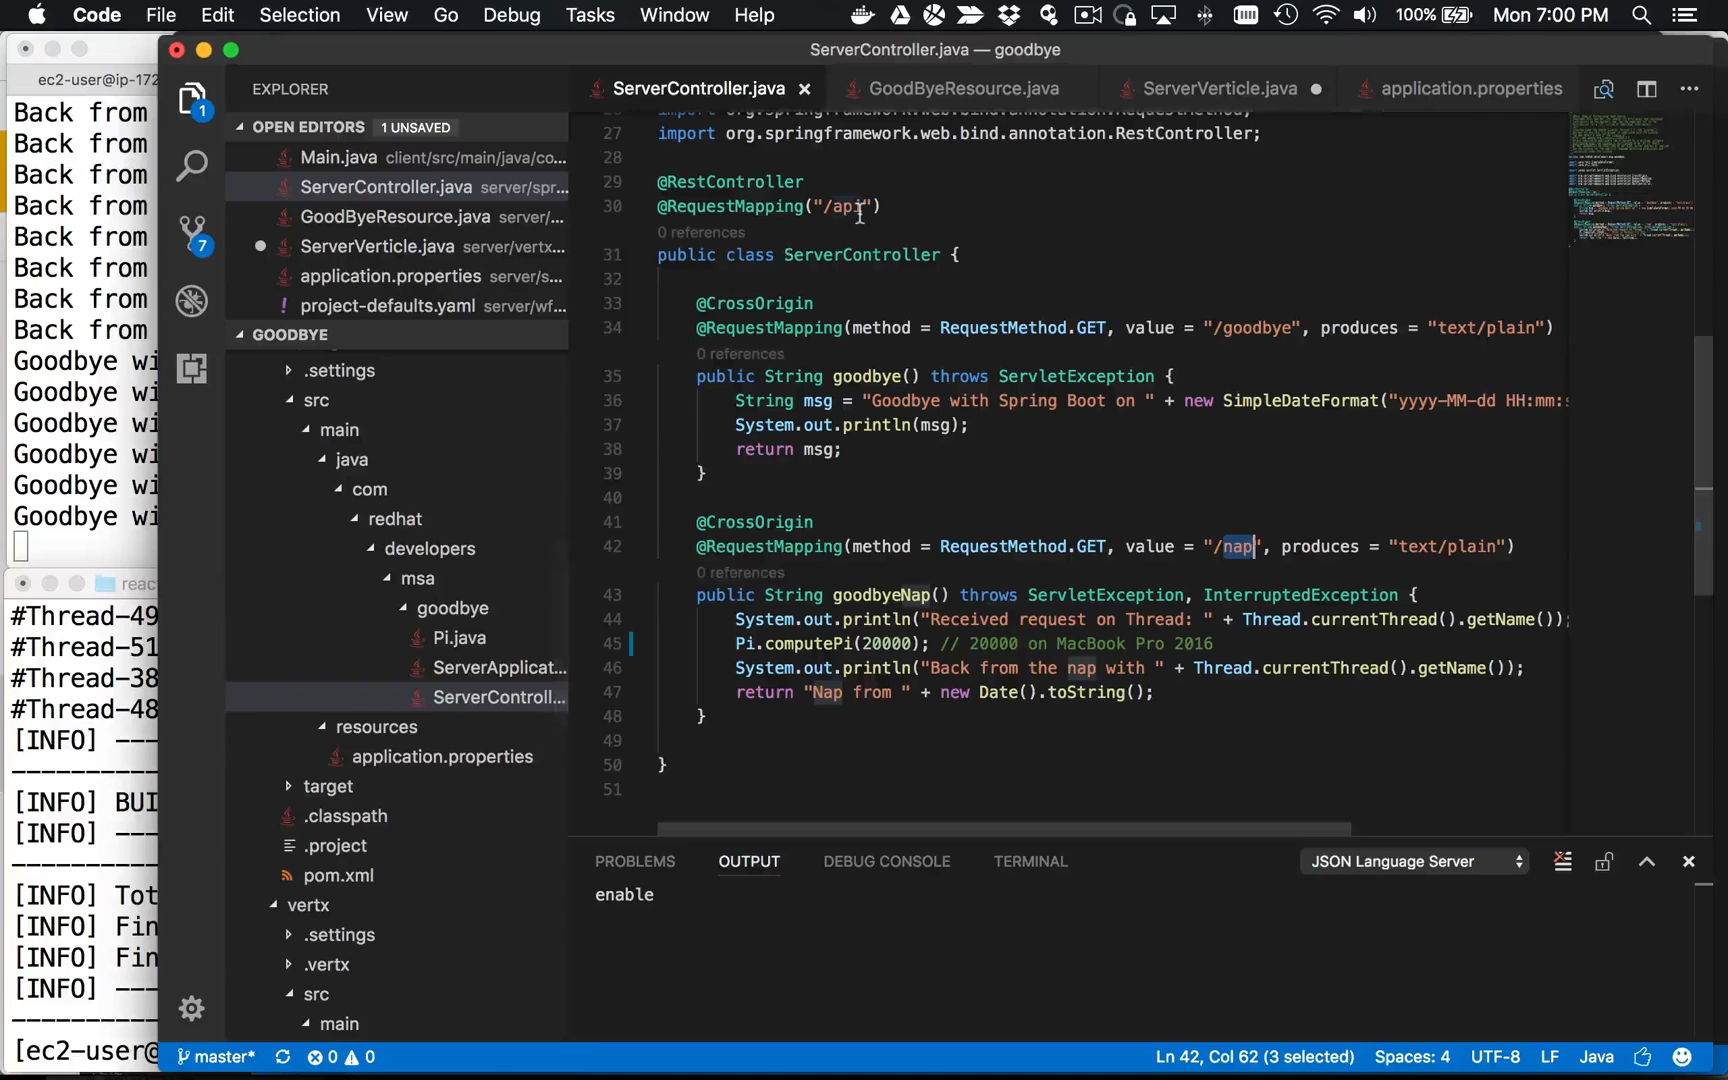 Code File Edit Selection View Go Debug Tasks Window Help 100% Mon 7:00 PM
ServerController.java — goodbye
ec2-user@ip-172
Back from
Back from
Back from
Back from
Back from
Back from
Back from
Back from
Goodbye wi
Goodbye wi
Goodbye wi
Goodbye wi
Goodbye wi
Goodbye wi
react
#Thread-49
#Thread-51
#Thread-38
#Thread-48
[INFO] ---
[INFO] BUI
[INFO] ---
[INFO] Tot
[INFO] Fin
[INFO] Fin
[INFO] ---
[ec2-user@
1
7
EXPLORER
OPEN EDITORS 1 UNSAVED
Main.java client/src/main/java/co...
ServerController.java server/spr...
GoodByeResource.java server/...
ServerVerticle.java server/vertx...
application.properties server/s...
! project-defaults.yaml server/wf...
GOODBYE
.settings
src
main
java
com
redhat
developers
msa
goodbye
Pi.java
ServerApplicat...
ServerControll...
resources
application.properties
target
.classpath
.project
pom.xml
vertx
.settings
.vertx
src
main
ServerController.java GoodByeResource.java ServerVerticle.java application.properties
27 import org.springframework.web.bind.annotation.RestController;
28
29 @RestController
30 @RequestMapping("/api")
0 references
31 public class ServerController {
32
33 @CrossOrigin
34 @RequestMapping(method = RequestMethod.GET, value = "/goodbye", produces = "text/plain")
0 references
35 public String goodbye() throws ServletException {
36 String msg = "Goodbye with Spring Boot on " + new SimpleDateFormat("yyyy-MM-dd HH:mm:
37 System.out.println(msg);
38 return msg;
39 }
40
41 @CrossOrigin
42 @RequestMapping(method = RequestMethod.GET, value = "/nap", produces = "text/plain")
0 references
43 public String goodbyeNap() throws ServletException, InterruptedException {
44 System.out.println("Received request on Thread: " + Thread.currentThread().getName());
45 Pi.computePi(20000); // 20000 on MacBook Pro 2016
46 System.out.println("Back from the nap with " + Thread.currentThread().getName());
47 return "Nap from " + new Date().toString();
48 }
49
50 }
51
PROBLEMS OUTPUT DEBUG CONSOLE TERMINAL JSON Language Server
enable
master* 0 0 Ln 42, Col 62 (3 selected) Spaces: 4 UTF-8 LF Java